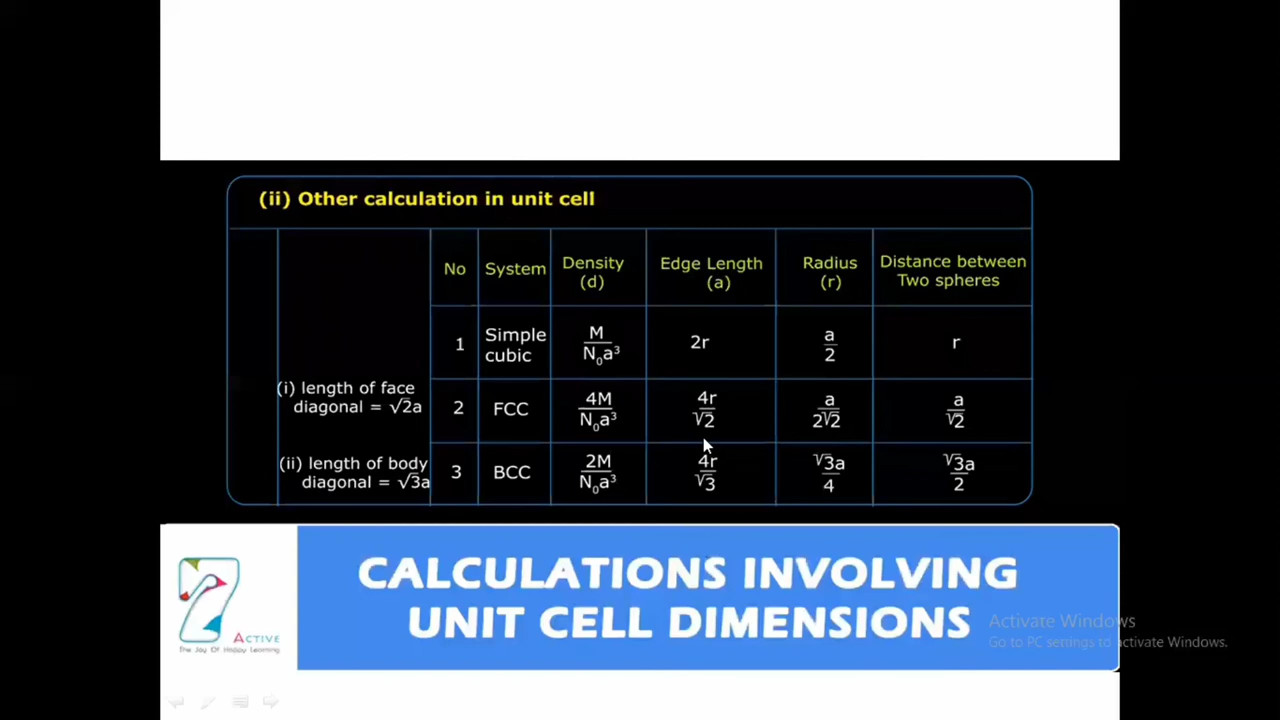 (ii) Other calculation in unit cell
No System Density (d) Edge Length (a) Radius (r) Distance between Two spheres
1 Simple cubic M/N₀a³ 2r a/2 r
(i) length of face diagonal = √2a
2 FCC 4M/N₀a³ 4r/√2 a/2√2 a/√2
(ii) length of body diagonal = √3a
3 BCC 2M/N₀a³ 4r/√3 √3a/4 √3a/2
CALCULATIONS INVOLVING
UNIT CELL DIMENSIONS
ACTIVE
The Joy Of Happy Learning
Activate Windows
Go to PC settings to activate Windows.